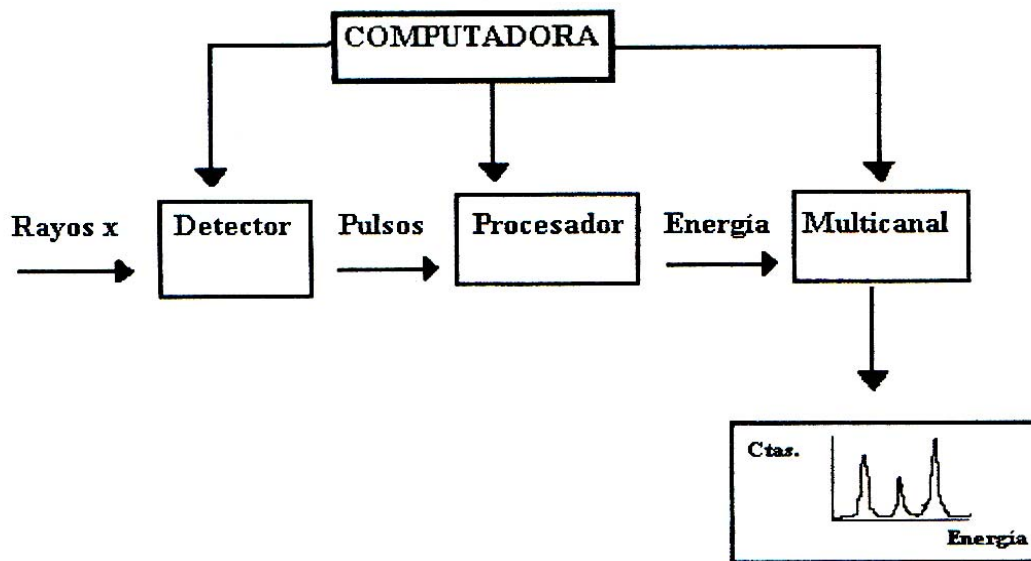 COMPUTADORA
Rayos x
Detector
Pulsos
Procesador
Energía
Multicanal
Ctas.
Energía